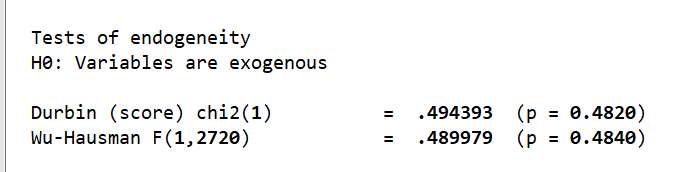 Tests of endogeneity
H0: Variables are exogenous
Durbin (score) chi2(1) = .494393 (p = 0.4820)
Wu-Hausman F(1,2720) = .489979 (p = 0.4840)